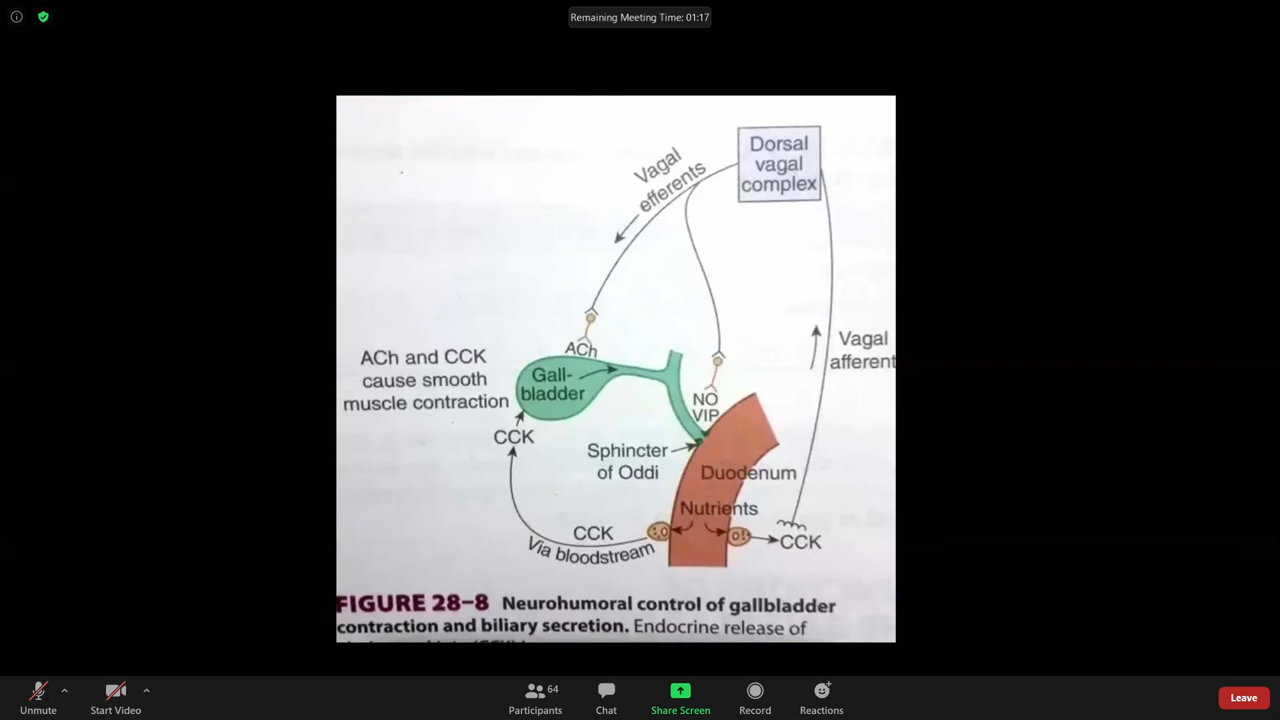 Remaining Meeting Time: 01:17
Dorsal
vagal
complex
Vagal
efferents
ACh
Gall-
bladder
ACh and CCK
cause smooth
muscle contraction
NO
VIP
Vagal
afferent
CCK
Sphincter
of Oddi
Duodenum
Nutrients
CCK
Via bloodstream
CCK
FIGURE 28–8 Neurohumoral control of gallbladder
contraction and biliary secretion. Endocrine release of
64
Unmute
Start Video
Participants
Chat
Share Screen
Record
Reactions
Leave